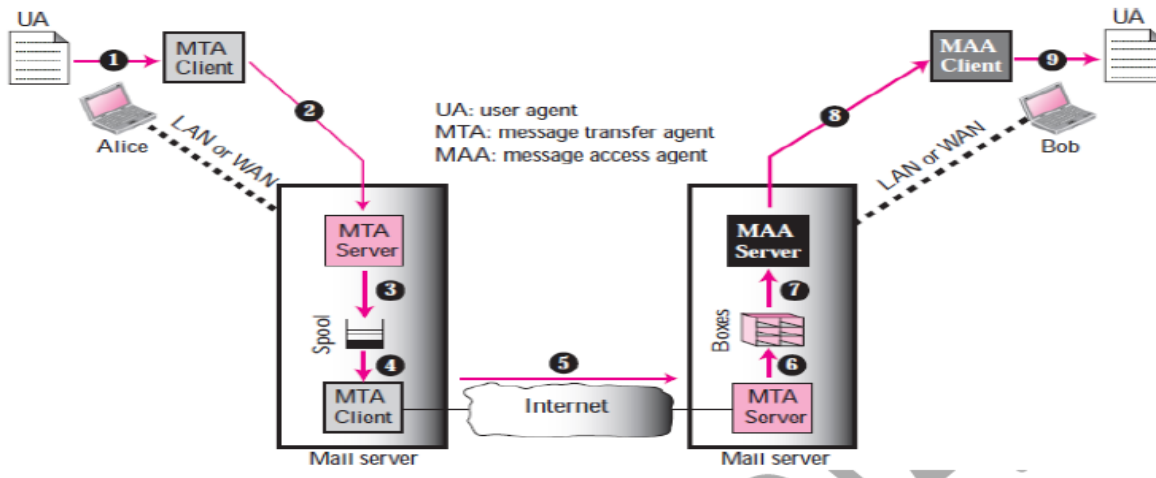 UA
MTA
Client
1
2
Alice
LAN or WAN
UA: user agent
MTA: message transfer agent
MAA: message access agent
MAA
Client
9
UA
8
LAN or WAN
Bob
MTA
Server
3
Spool
4
MTA
Client
Mail server
5
Internet
MAA
Server
7
Boxes
6
MTA
Server
Mail server